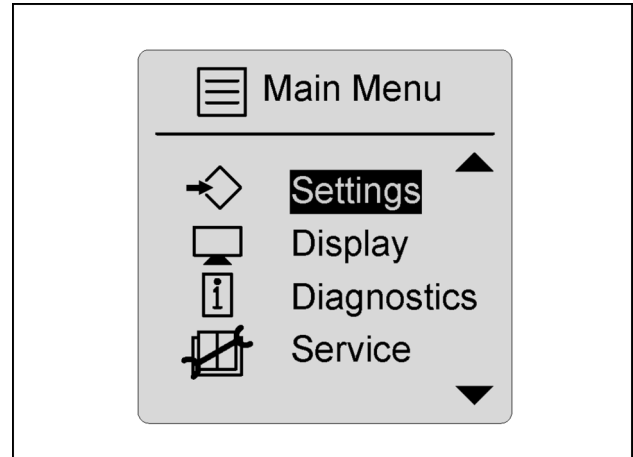 Main Menu
Settings
Display
Diagnostics
Service